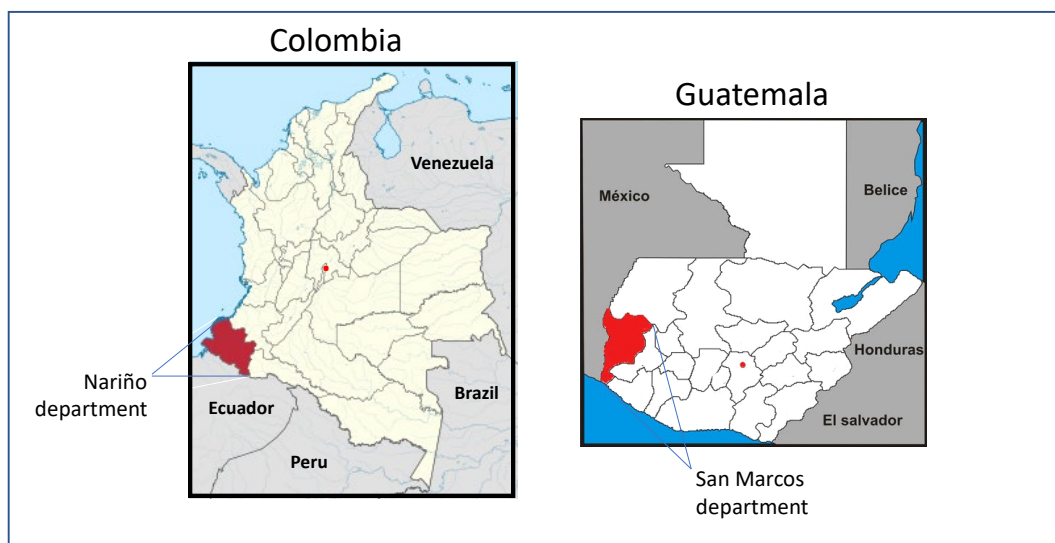 Colombia
Venezuela
Nariño
department
Ecuador
Brazil
Peru
Guatemala
México
Belice
Honduras
El salvador
San Marcos
department